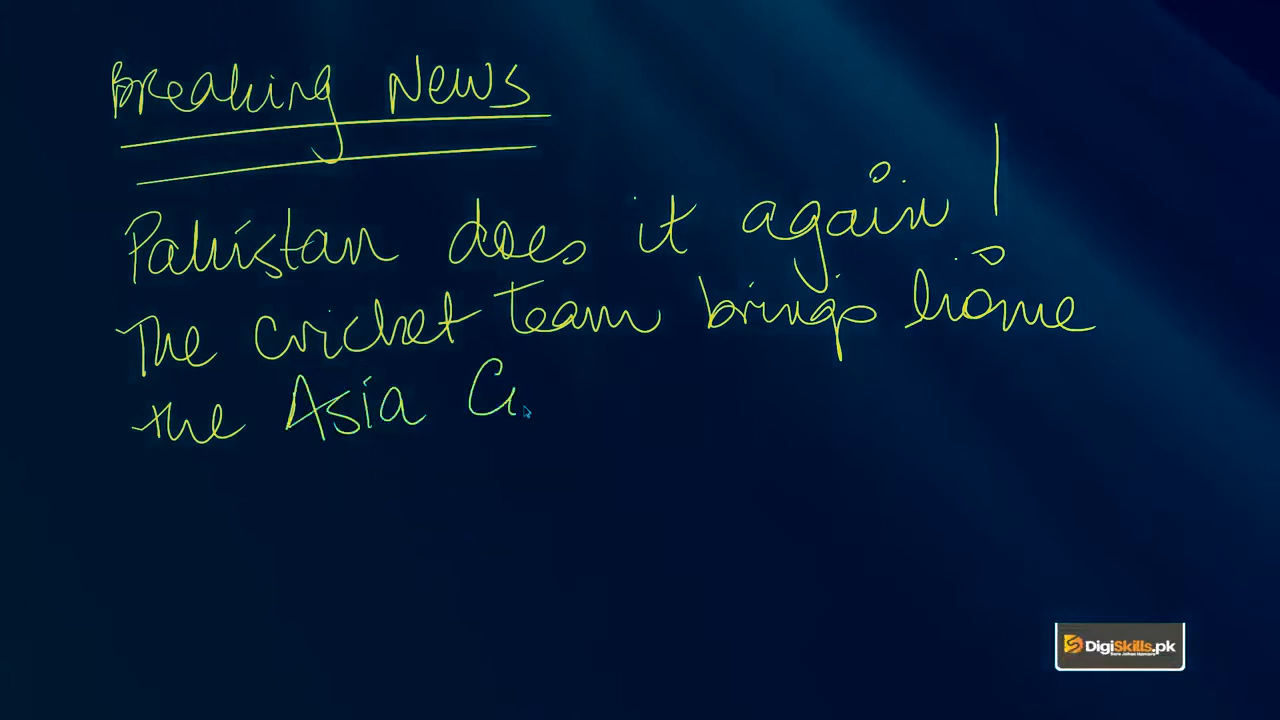 Breaking News
Pakistan does it again!
The cricket team brings home
the Asia
DigiSkills.pk